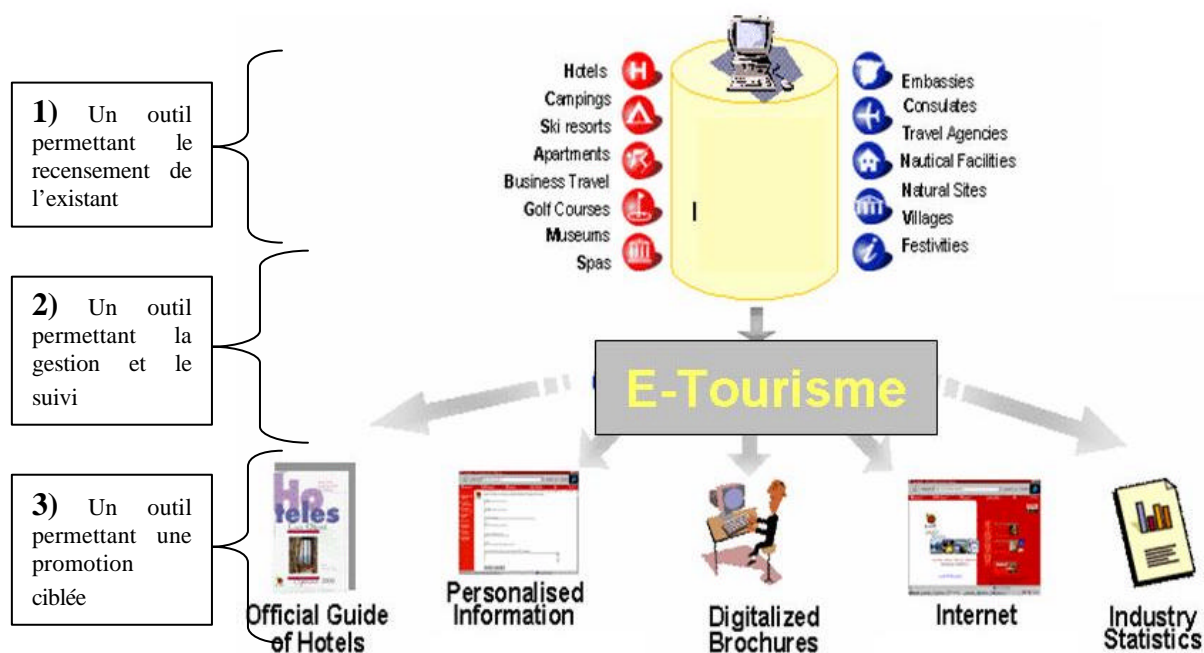 1) Un outil
permettant le
recensement de
l'existant
2) Un outil
permettant la
gestion et le
suivi
3) Un outil
permettant une
promotion
ciblée
Hotels
Campings
Ski resorts
Apartments
Business Travel
Golf Courses
Museums
Spas
H
i
I
Embassies
Consulates
Travel Agencies
Nautical Facilities
Natural Sites
Villages
Festivities
E-Tourisme
Ho
teles
Official Guide
of Hotels
Personalised
Information
Digitalized
Brochures
Internet
Industry
Statistics